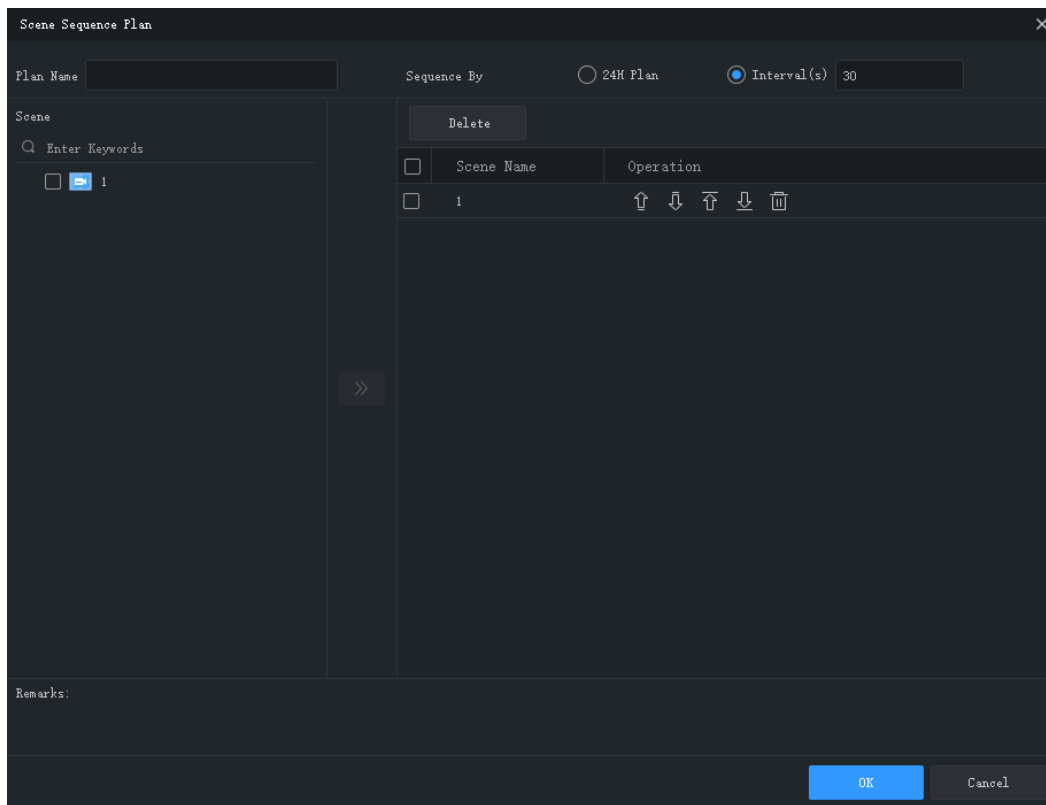 Scene Sequence Plan
Plan Name
Sequence By 24H Plan Interval(s) 30
Scene
Delete
Enter Keywords
Scene Name Operation
1
1
Remarks:
OK Cancel